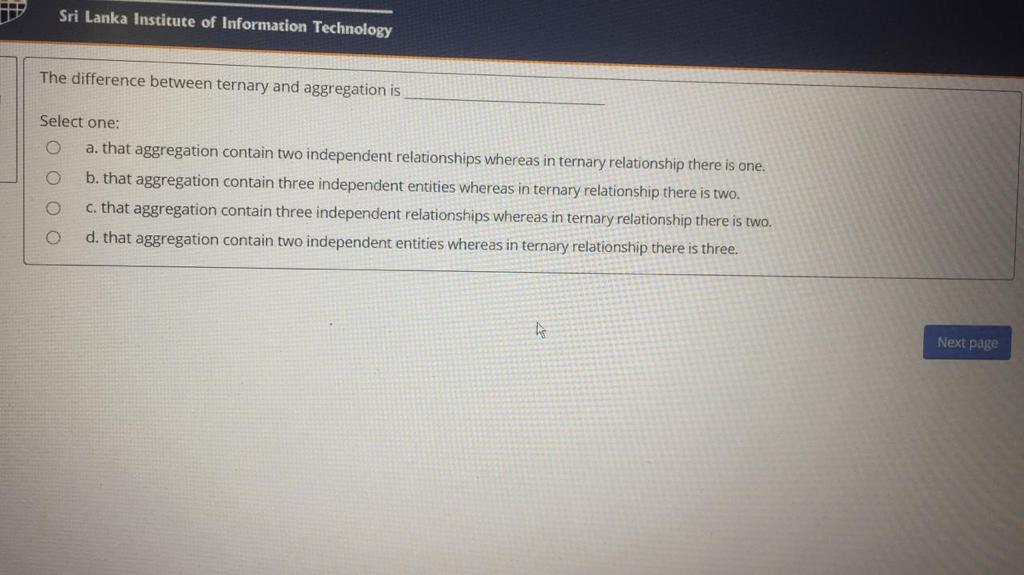 Sri Lanka Institute of Information Technology
The difference between ternary and aggregation is ____________________
Select one:
a. that aggregation contain two independent relationships whereas in ternary relationship there is one.
b. that aggregation contain three independent entities whereas in ternary relationship there is two.
c. that aggregation contain three independent relationships whereas in ternary relationship there is two.
d. that aggregation contain two independent entities whereas in ternary relationship there is three.
Next page